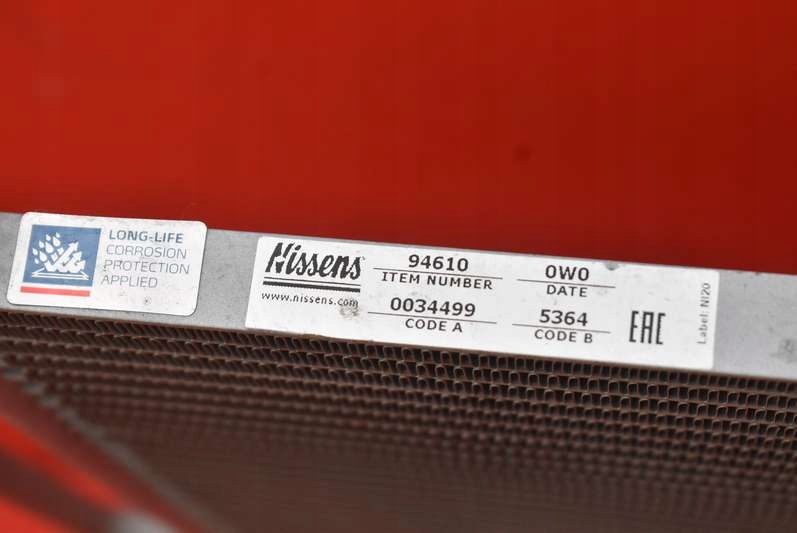 LONG-LIFE
CORROSION
PROTECTION
APPLIED
Nissens
www.nissens.com
94610
ITEM NUMBER
0034499
CODE A
0W0
DATE
5364
CODE B
EAC
Label: NI20